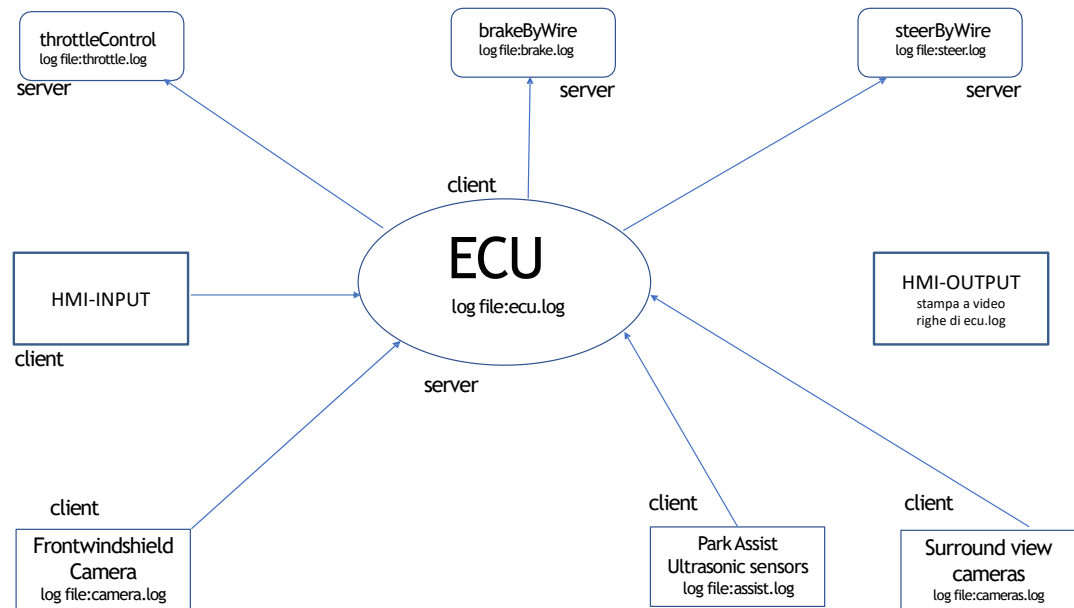 throttleControl
log file:throttle.log
server
brakeByWire
log file:brake.log
server
steerByWire
log file:steer.log
server
client
ECU
log file:ecu.log
server
HMI-INPUT
client
HMI-OUTPUT
stampa a video
righe di ecu.log
client
Frontwindshield
Camera
log file:camera.log
client
Park Assist
Ultrasonic sensors
log file:assist.log
client
Surround view
cameras
log file:cameras.log